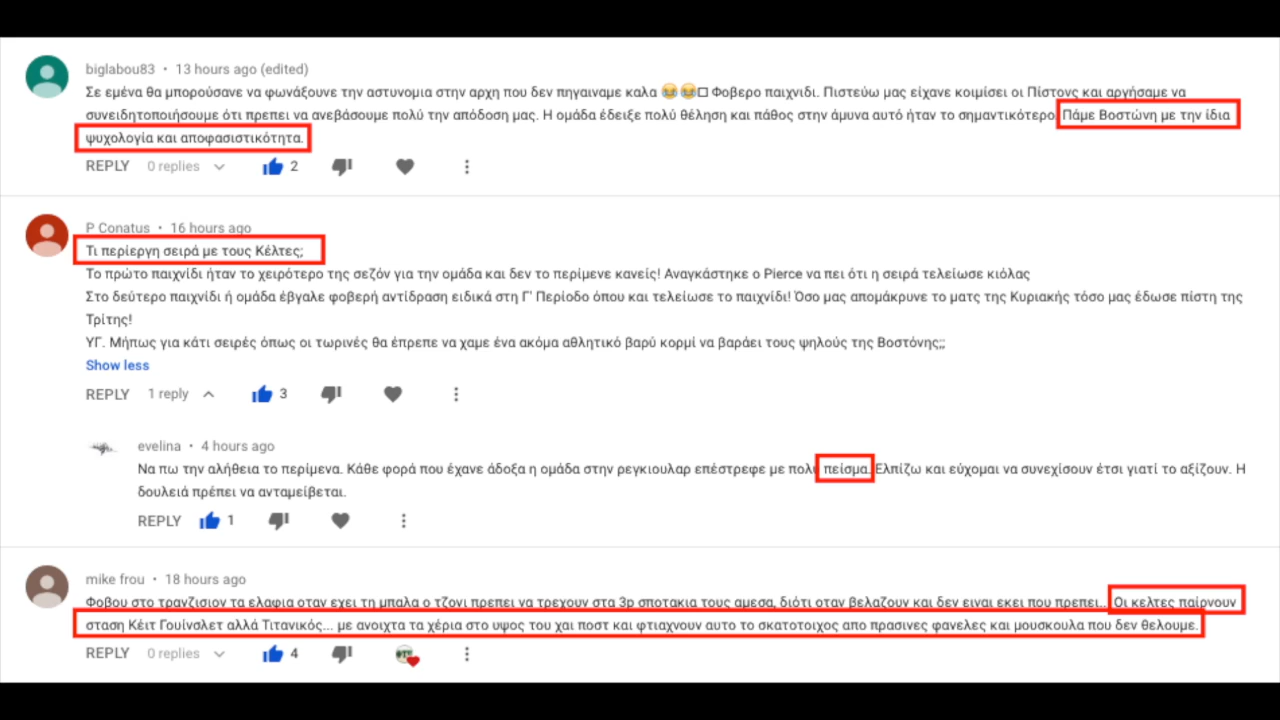 biglabou83 • 13 hours ago (edited)
Σε εμένα θα μπορούσανε να φωνάξουνε την αστυνομια στην αρχη που δεν πηγαιναμε καλα 😂😂□ Φοβερο παιχνιδι. Πιστεύω μας είχανε κοιμίσει οι Πίστονς και αργήσαμε να
συνειδητοποιήσουμε ότι πρεπει να ανεβάσουμε πολύ την απόδοση μας. Η ομάδα έδειξε πολύ θέληση και πάθος στην άμυνα αυτό ήταν το σημαντικότερο. Πάμε Βοστώνη με την ίδια
ψυχολογία και αποφασιστικότητα.
REPLY 0 replies 2
P Conatus • 16 hours ago
Τι περίεργη σειρά με τους Κέλτες;
Το πρώτο παιχνίδι ήταν το χειρότερο της σεζόν για την ομάδα και δεν το περίμενε κανείς! Αναγκάστηκε ο Pierce να πει ότι η σειρά τελείωσε κιόλας
Στο δεύτερο παιχνίδι ή ομάδα έβγαλε φοβερή αντίδραση ειδικά στη Γ' Περίοδο όπου και τελείωσε το παιχνίδι! Όσο μας απομάκρυνε το ματς της Κυριακής τόσο μας έδωσε πίστη της
Τρίτης!
ΥΓ. Μήπως για κάτι σειρές όπως οι τωρινές θα έπρεπε να χαμε ένα ακόμα αθλητικό βαρύ κορμί να βαράει τους ψηλούς της Βοστόνης;;
Show less
REPLY 1 reply 3
evelina • 4 hours ago
Να πω την αλήθεια το περίμενα. Κάθε φορά που έχανε άδοξα η ομάδα στην ρεγκιουλαρ επέστρεφε με πολύ πείσμα. Ελπίζω και εύχομαι να συνεχίσουν έτσι γιατί το αξίζουν. Η
δουλειά πρέπει να ανταμείβεται.
REPLY 1
mike frou • 18 hours ago
Φοβου στο τρανζισιον τα ελαφια οταν εχει τη μπαλα ο τζονι πρεπει να τρεχουν στα 3p σποτακια τους αμεσα, διότι οταν βελαζουν και δεν ειναι εκει που πρεπει... Οι κελτες παίρνουν
σταση Κέιτ Γουίνσλετ αλλά Τιτανικός... με ανοιχτα τα χέρια στο υψος του χαι ποστ και φτιαχνουν αυτο το σκατοτοιχος απο πρασινες φανελες και μουσκουλα που δεν θελουμε.
REPLY 0 replies 4